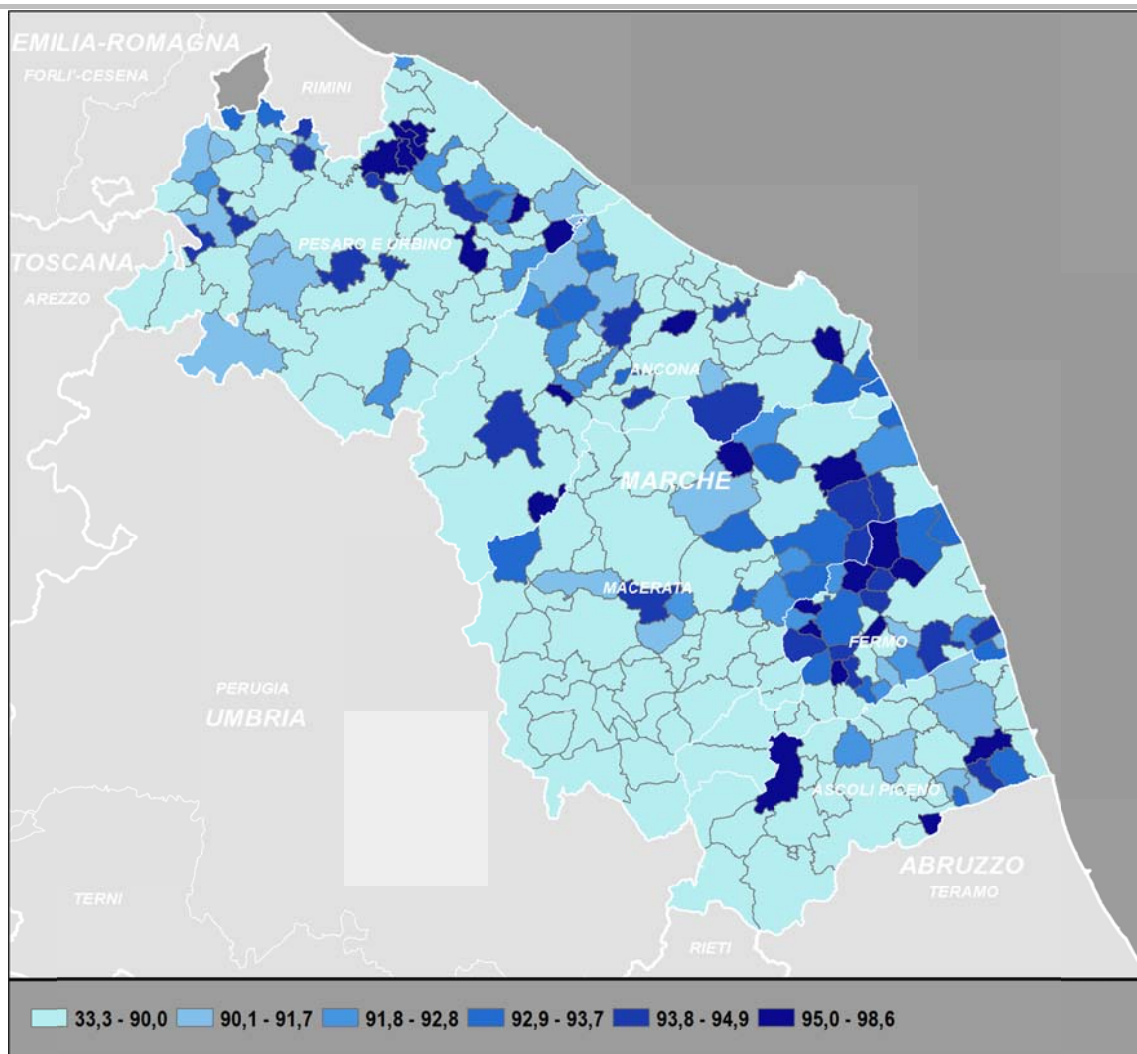 EMILIA-ROMAGNA
FORLI'-CESENA
RIMINI
PESARO E URBINO
TOSCANA
AREZZO
ANCONA
MARCHE
MACERATA
FERMO
PERUGIA
UMBRIA
ASCOLI PICENO
ABRUZZO
TERAMO
TERNI
RIETI
33,3 - 90,0 90,1 - 91,7 91,8 - 92,8 92,9 - 93,7 93,8 - 94,9 95,0 - 98,6